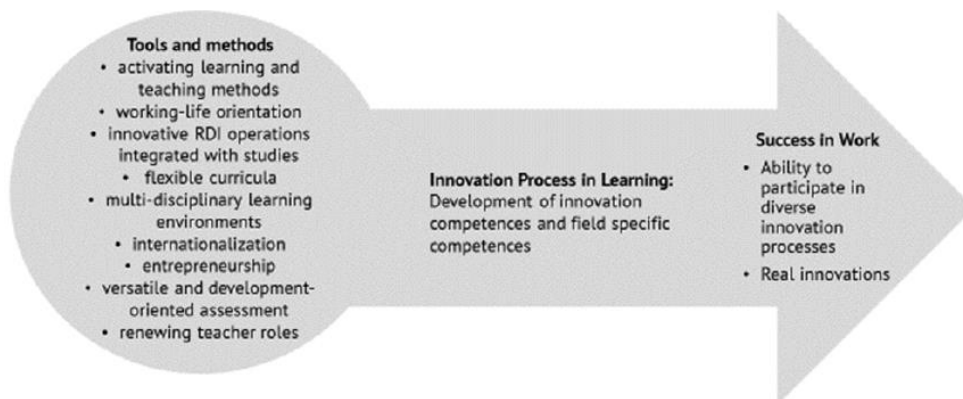 Tools and methods
• activating learning and
teaching methods
• working-life orientation
• innovative RDI operations
integrated with studies
• flexible curricula
• multi-disciplinary learning
environments
• internationalization
• entrepreneurship
• versatile and development-
oriented assessment
• renewing teacher roles
Innovation Process in Learning:
Development of innovation
competences and field specific
competences
Success in Work
• Ability to
participate in
diverse
innovation
processes
• Real innovations